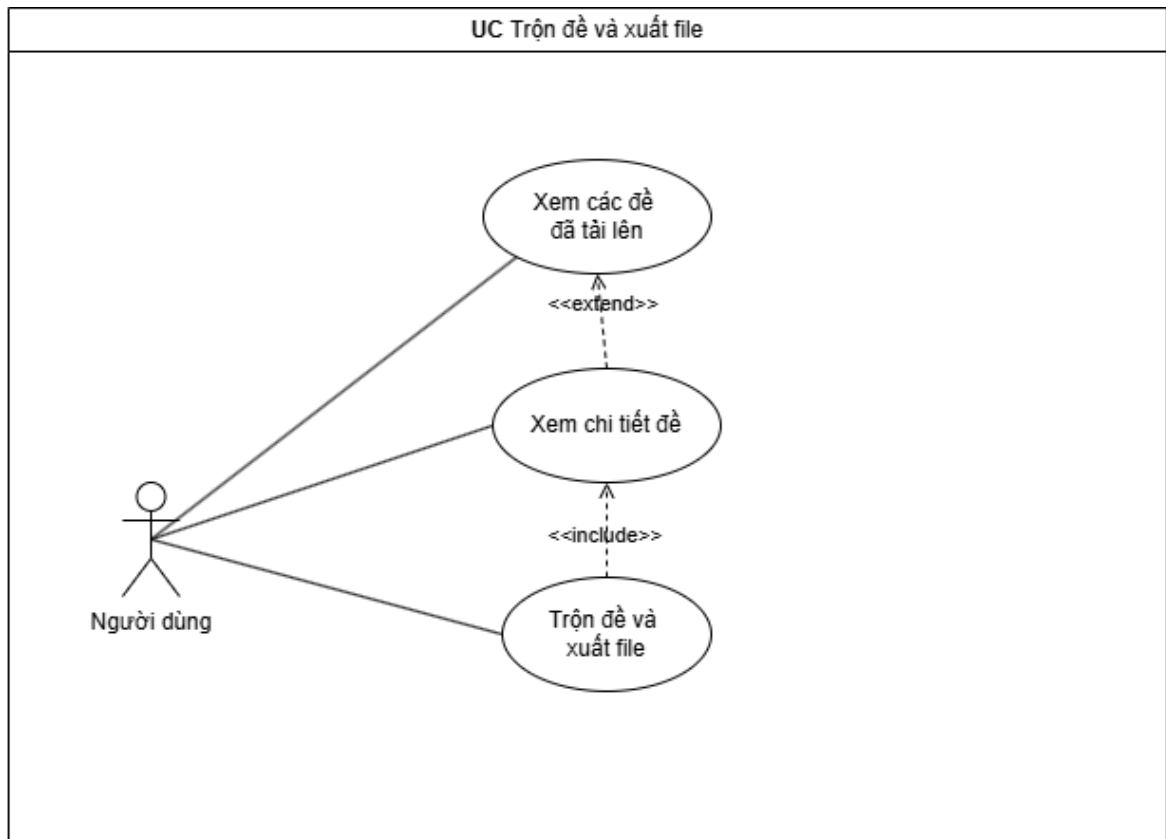 UC Trộn đề và xuất file
Xem các đề
đã tải lên
<<extend>>
Xem chi tiết đề
<<include>>
Người dùng
Trộn đề và
xuất file